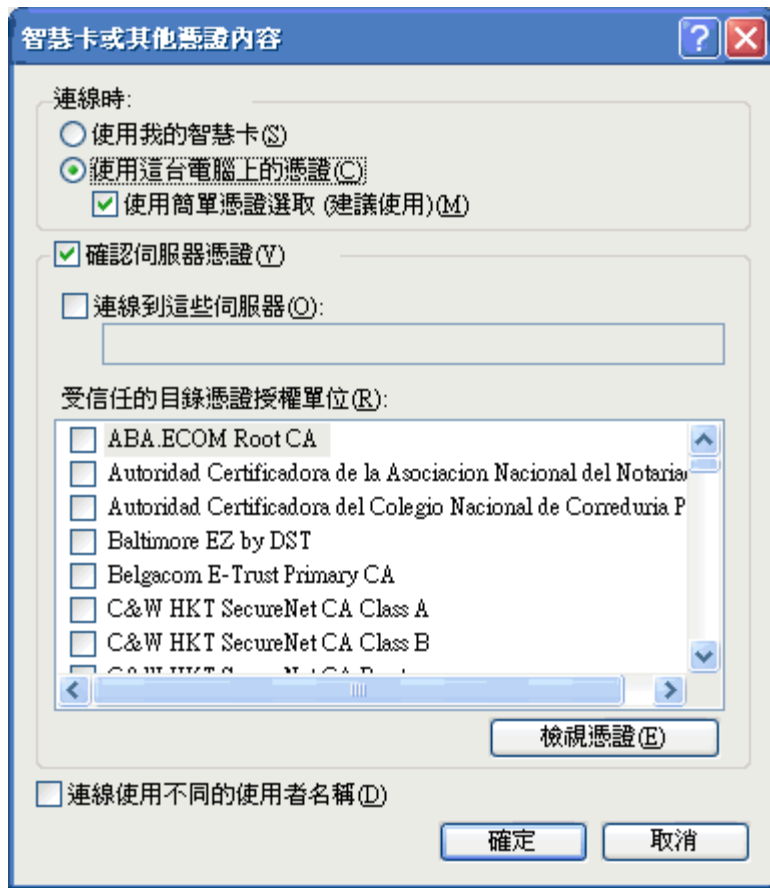 智慧卡或其他憑證內容
連線時:
使用我的智慧卡(S)
使用這台電腦上的憑證(C)
使用簡單憑證選取 (建議使用)(M)
確認伺服器憑證(V)
連線到這些伺服器(O):
受信任的目錄憑證授權單位(R):
ABA.ECOM Root CA
Autoridad Certificadora de la Asociacion Nacional del Notaria
Autoridad Certificadora del Colegio Nacional de Correduria P
Baltimore EZ by DST
Belgacom E-Trust Primary CA
C&W HKT SecureNet CA Class A
C&W HKT SecureNet CA Class B
檢視憑證(E)
連線使用不同的使用者名稱(D)
確定
取消